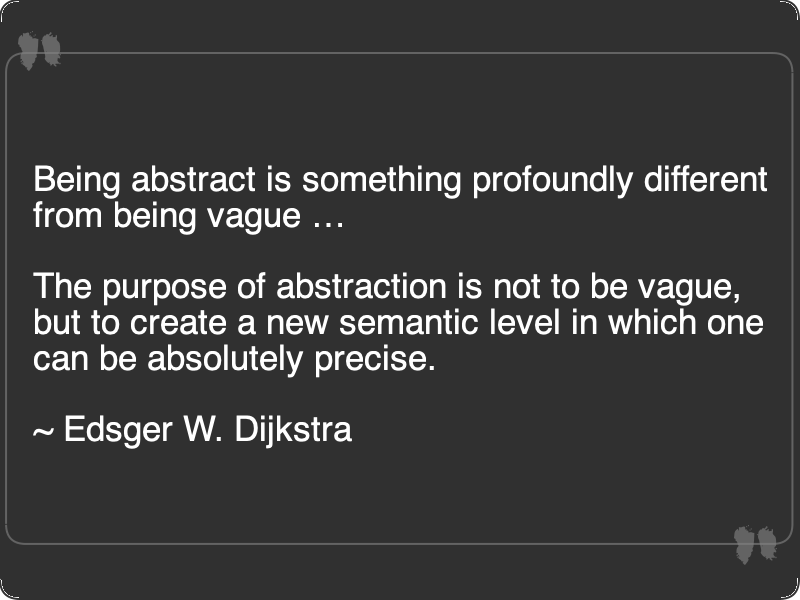 Being abstract is something profoundly different
from being vague …
The purpose of abstraction is not to be vague,
but to create a new semantic level in which one
can be absolutely precise.
~ Edsger W. Dijkstra